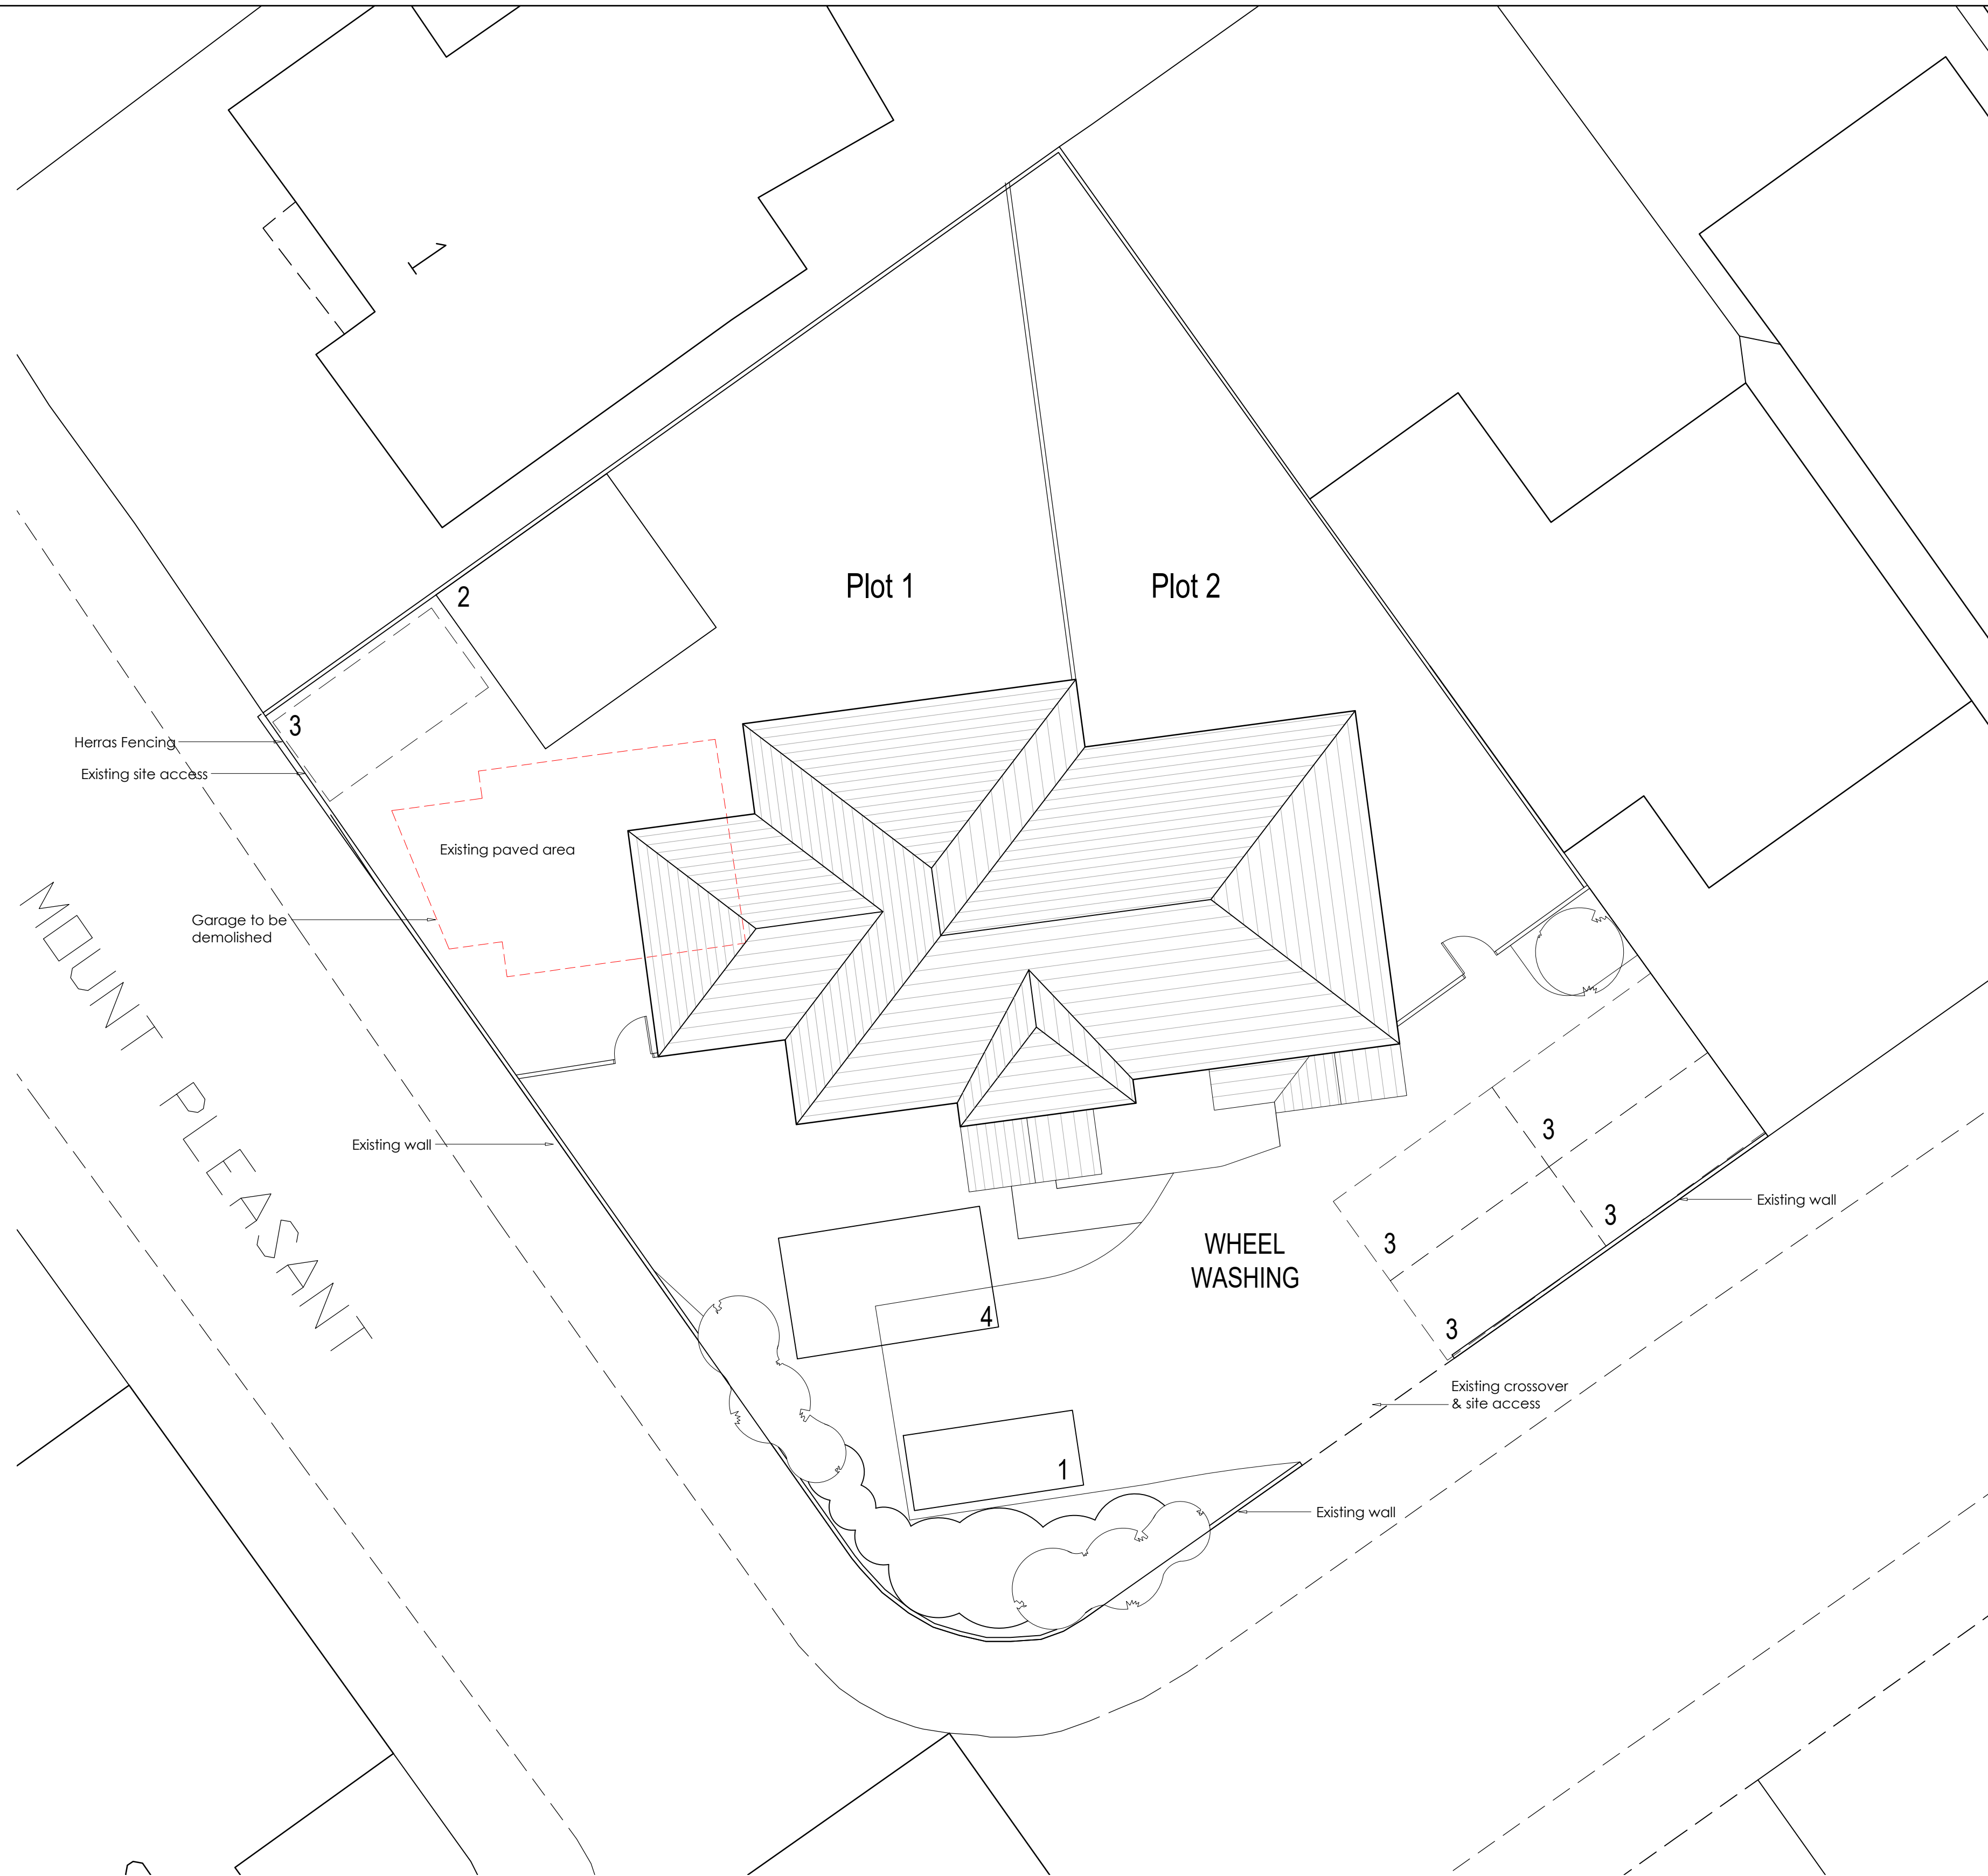 1
Plot 1
Plot 2
2
3
Herras Fencing
Existing site access
Existing paved area
Garage to be
demolished
MOUNT PLEASANT
Existing wall
3
3
3
3
Existing wall
WHEEL
WASHING
4
Existing crossover
& site access
1
Existing wall